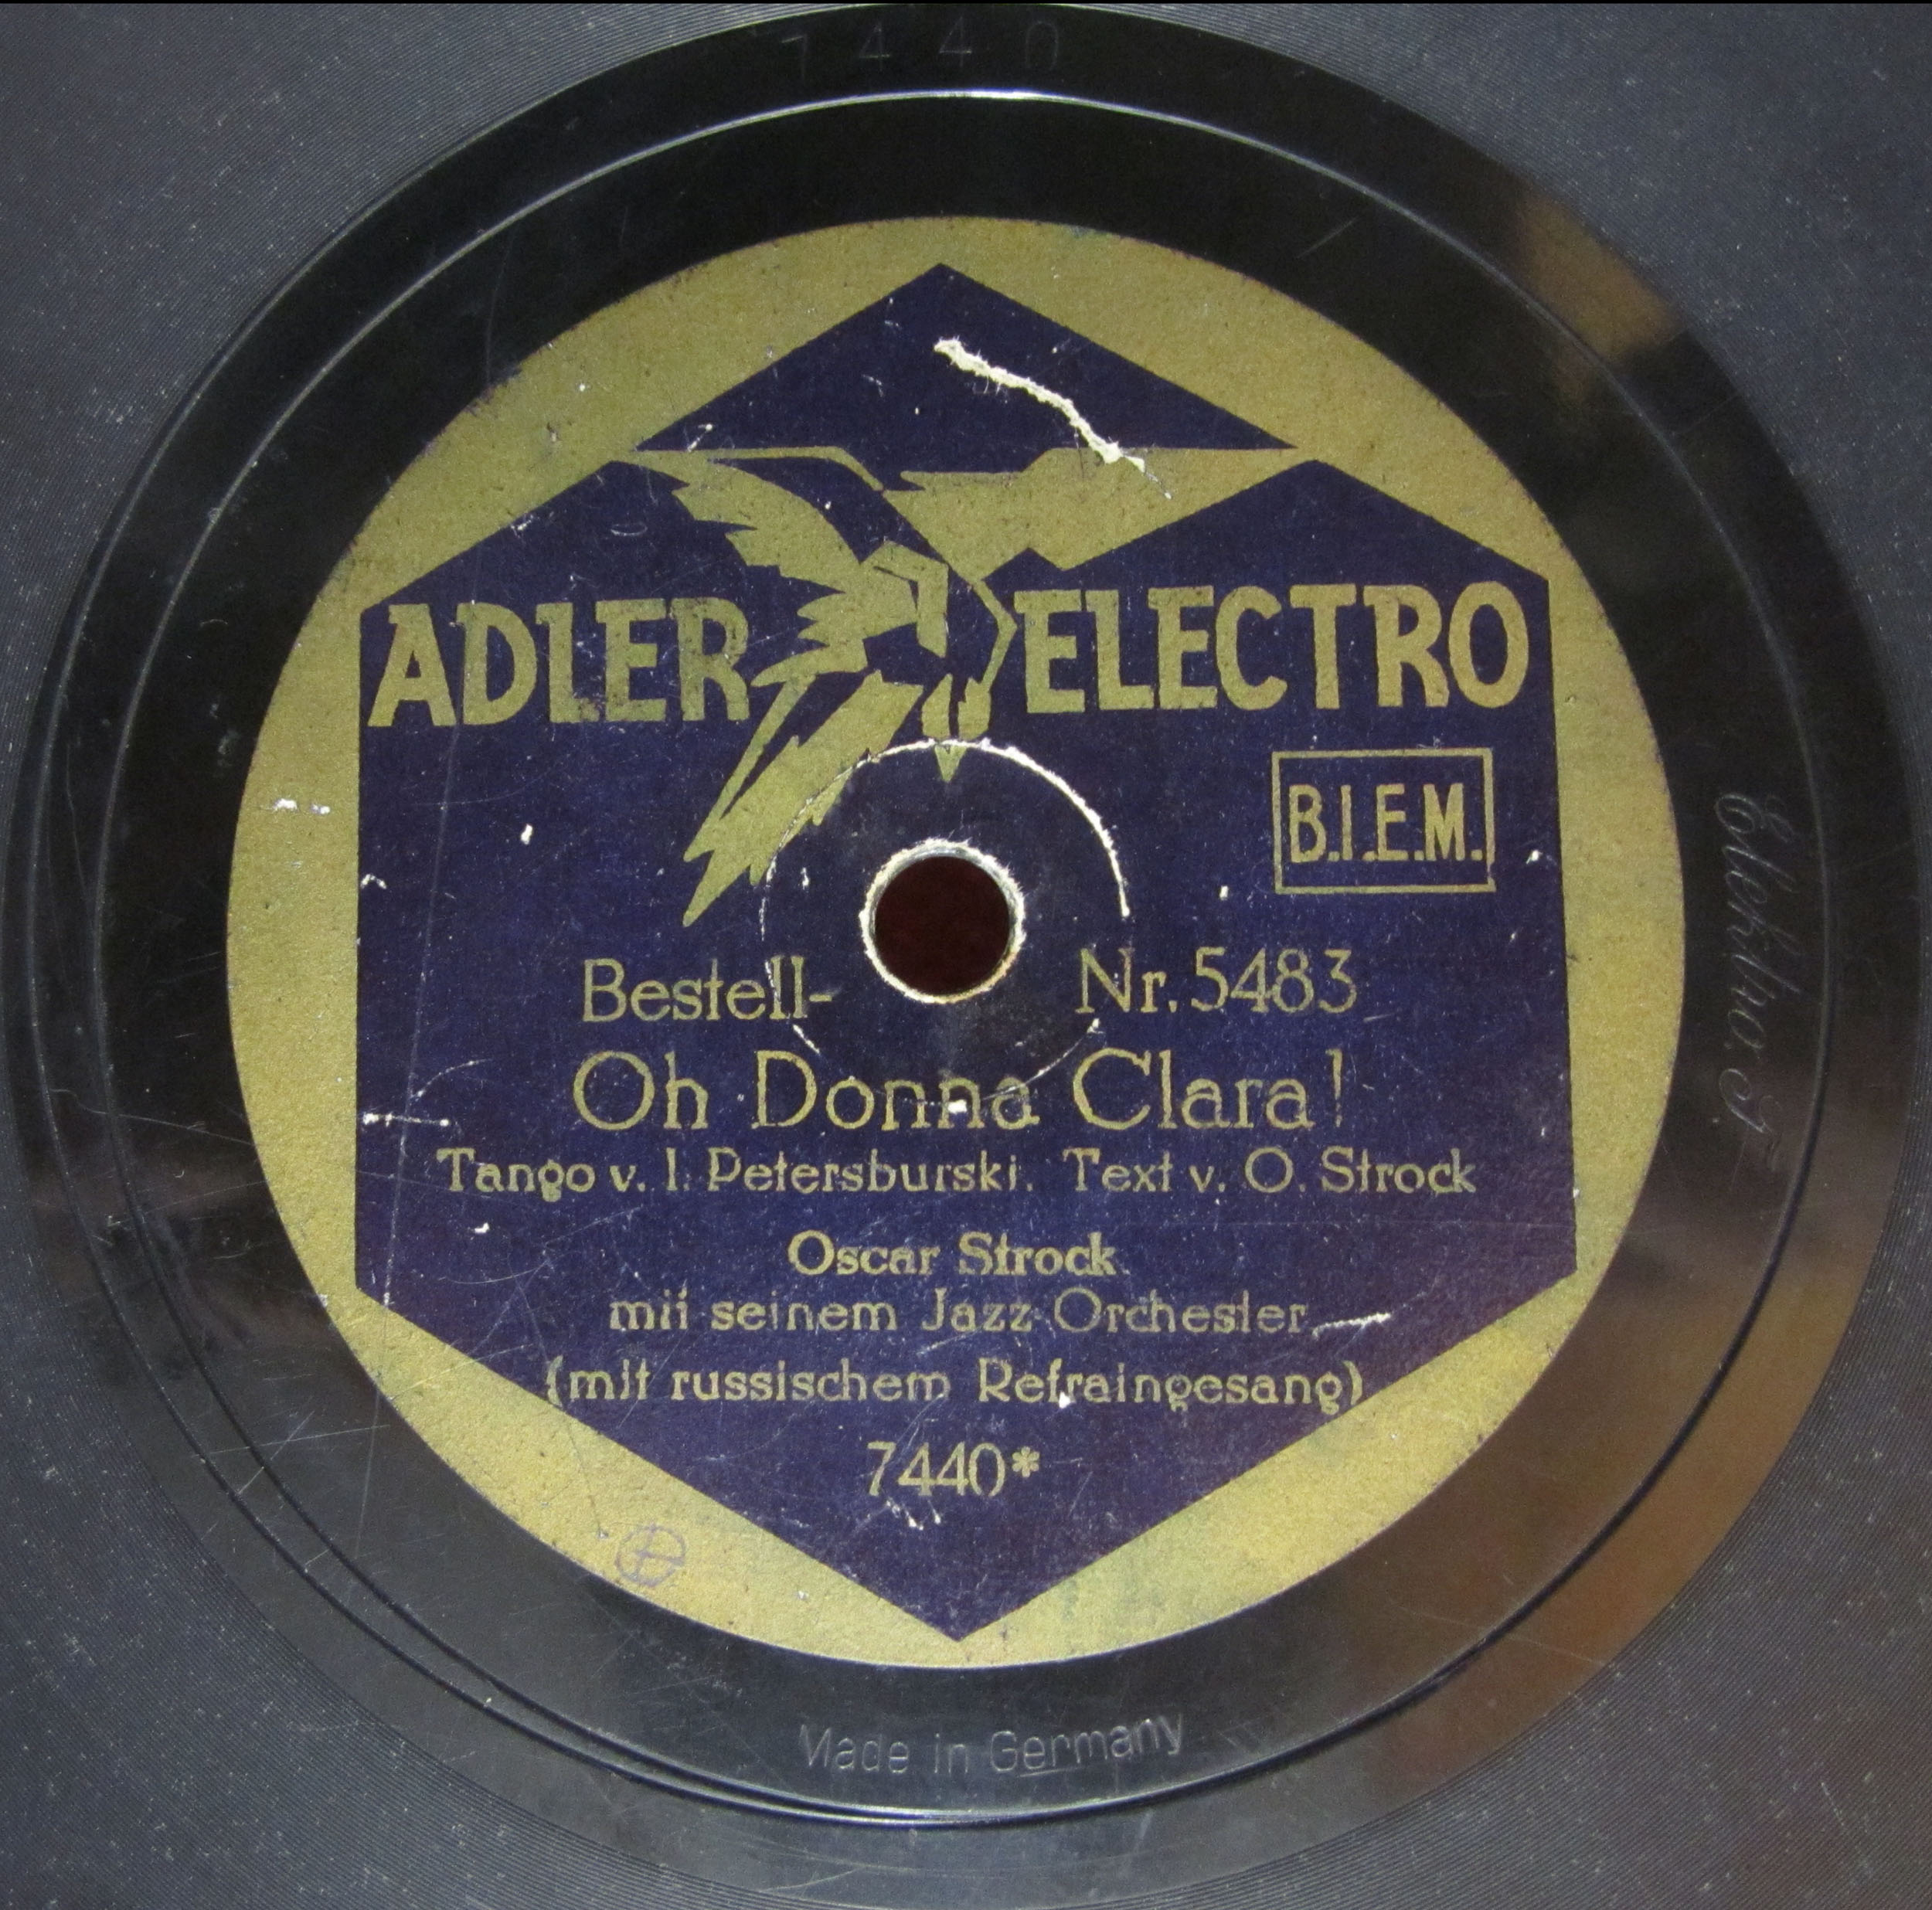 7440
ADLER ELECTRO
B.I.E.M.
Bestell- Nr. 5483
Oh Donna Clara!
Tango v. I. Petersburski. Text v. O. Strock
Oscar Strock
mit seinem Jazz Orchester
(mit russischem Refraingesang)
7440*
Made in Germany